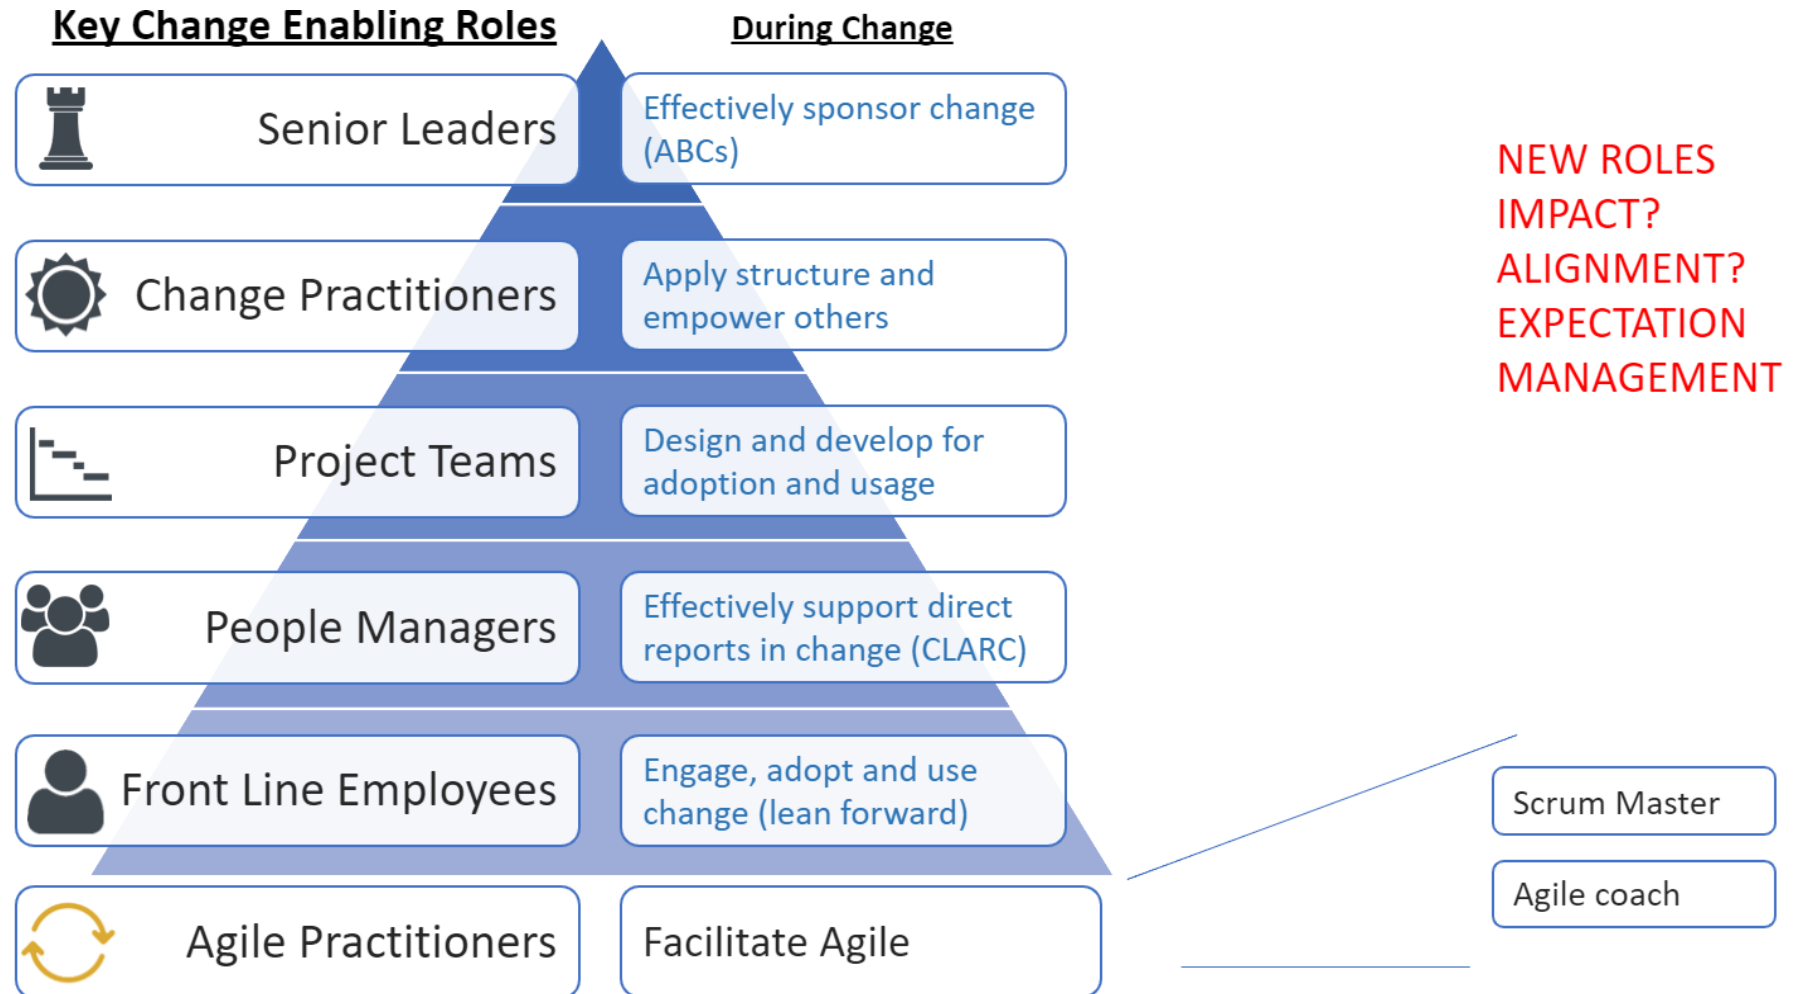 Key Change Enabling Roles
During Change
Senior Leaders
Effectively sponsor change
(ABCs)
Change Practitioners
Apply structure and
empower others
Project Teams
Design and develop for
adoption and usage
People Managers
Effectively support direct
reports in change (CLARC)
Front Line Employees
Engage, adopt and use
change (lean forward)
Agile Practitioners
Facilitate Agile
NEW ROLES
IMPACT?
ALIGNMENT?
EXPECTATION
MANAGEMENT
Scrum Master
Agile coach